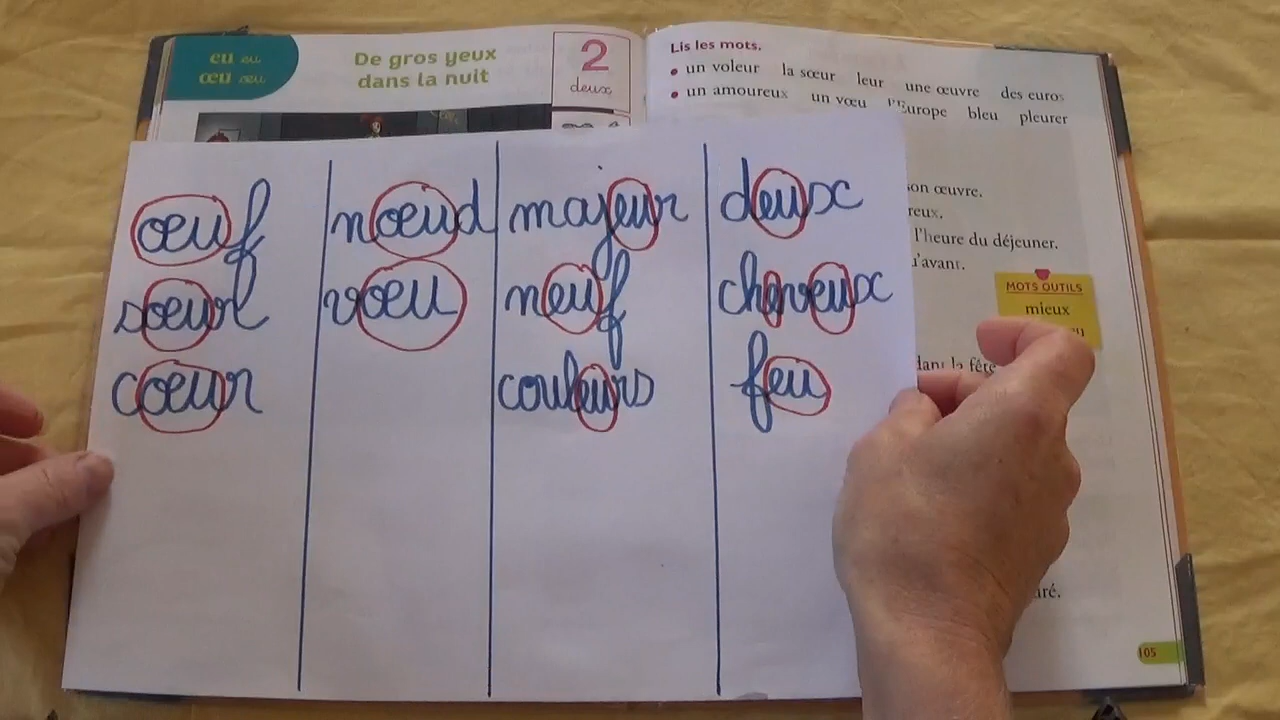 eu eu
œu œu
De gros yeux
dans la nuit
2
deux
Lis les mots.
• un voleur la sœur leur une œuvre des euros
• un amoureux un vœu l'Europe bleu pleurer
son œuvre.
reux.
l'heure du déjeuner.
u'avant.
MOTS OUTILS
mieux
dans la fête
œuf nœud majeur deux
sœur vœu neuf cheveux
cœur couleurs feu
105